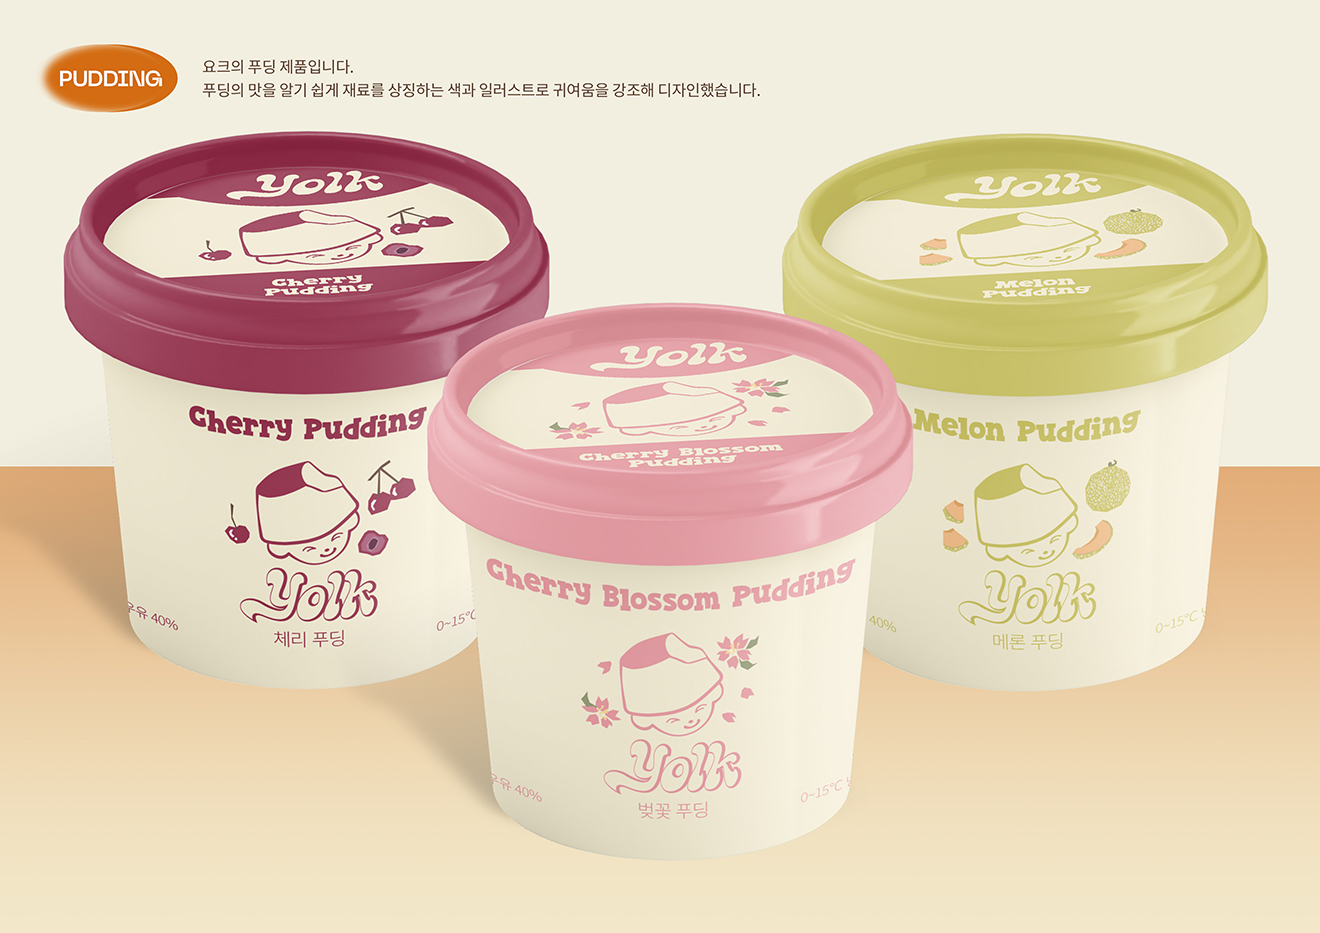 PUDDING
요크의 푸딩 제품입니다.
푸딩의 맛을 알기 쉽게 재료를 상징하는 색과 일러스트로 귀여움을 강조해 디자인했습니다.
Yolk
Cherry
Pudding
Cherry Pudding
Yolk
체리 푸딩
우유 40%
0~15℃
Yolk
Cherry Blossom
Pudding
Cherry Blossom Pudding
Yolk
벚꽃 푸딩
우유 40%
0~15℃
Yolk
Melon
Pudding
Melon Pudding
Yolk
메론 푸딩
40%
0~15℃